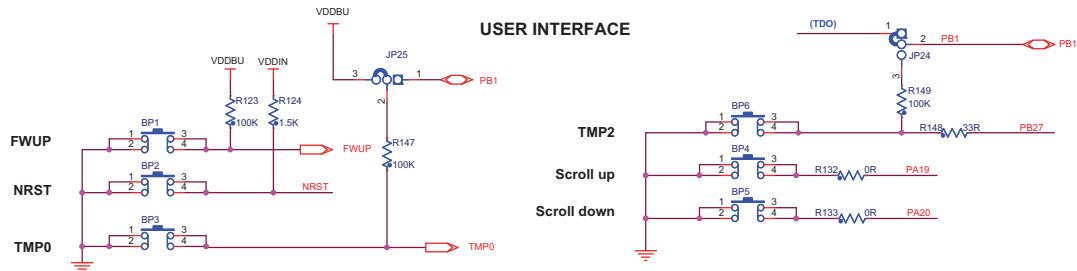 USER INTERFACE
VDDBU
VDDBU VDDIN
JP25
3 1 PB1
2
R123 R124
100K 1.5K
R147
100K
FWUP
BP1
1 3
2 4
FWUP
NRST
BP2
1 3
2 4
NRST
TMP0
BP3
1 3
2 4
TMP0
(TDO) 1
2 PB1 PB1
JP24
3
R149
100K
TMP2
BP6
1 3
2 4
R148 33R PB27
Scroll up
BP4
1 3
2 4
R132 0R PA19
Scroll down
BP5
1 3
2 4
R133 0R PA20